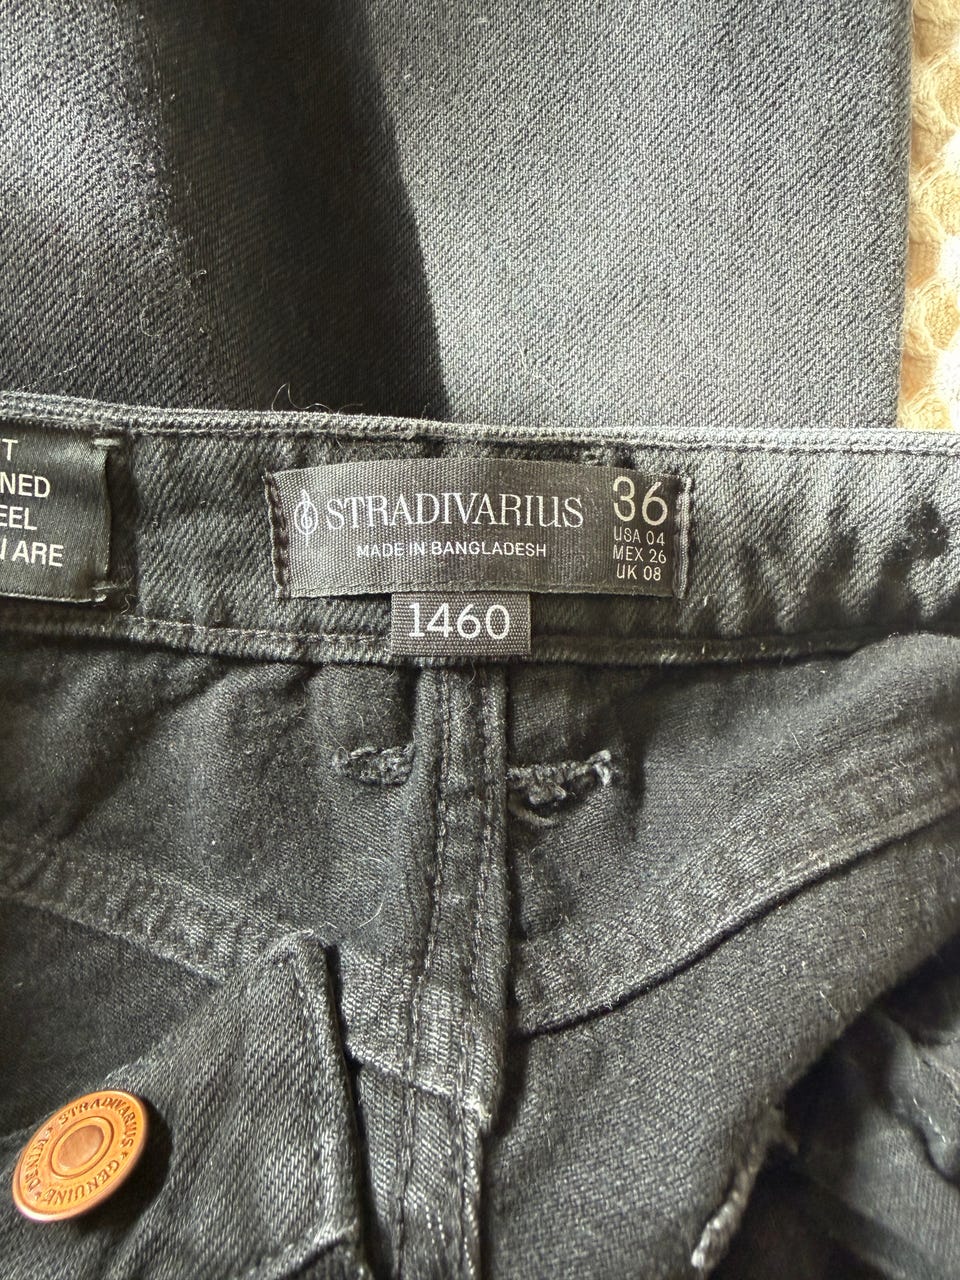 NED
EEL
ARE
STRADIVARIUS
MADE IN BANGLADESH
36
USA 04
MEX 26
UK 08
1460
STRADIVARIUS • GENUINE • DENIM •